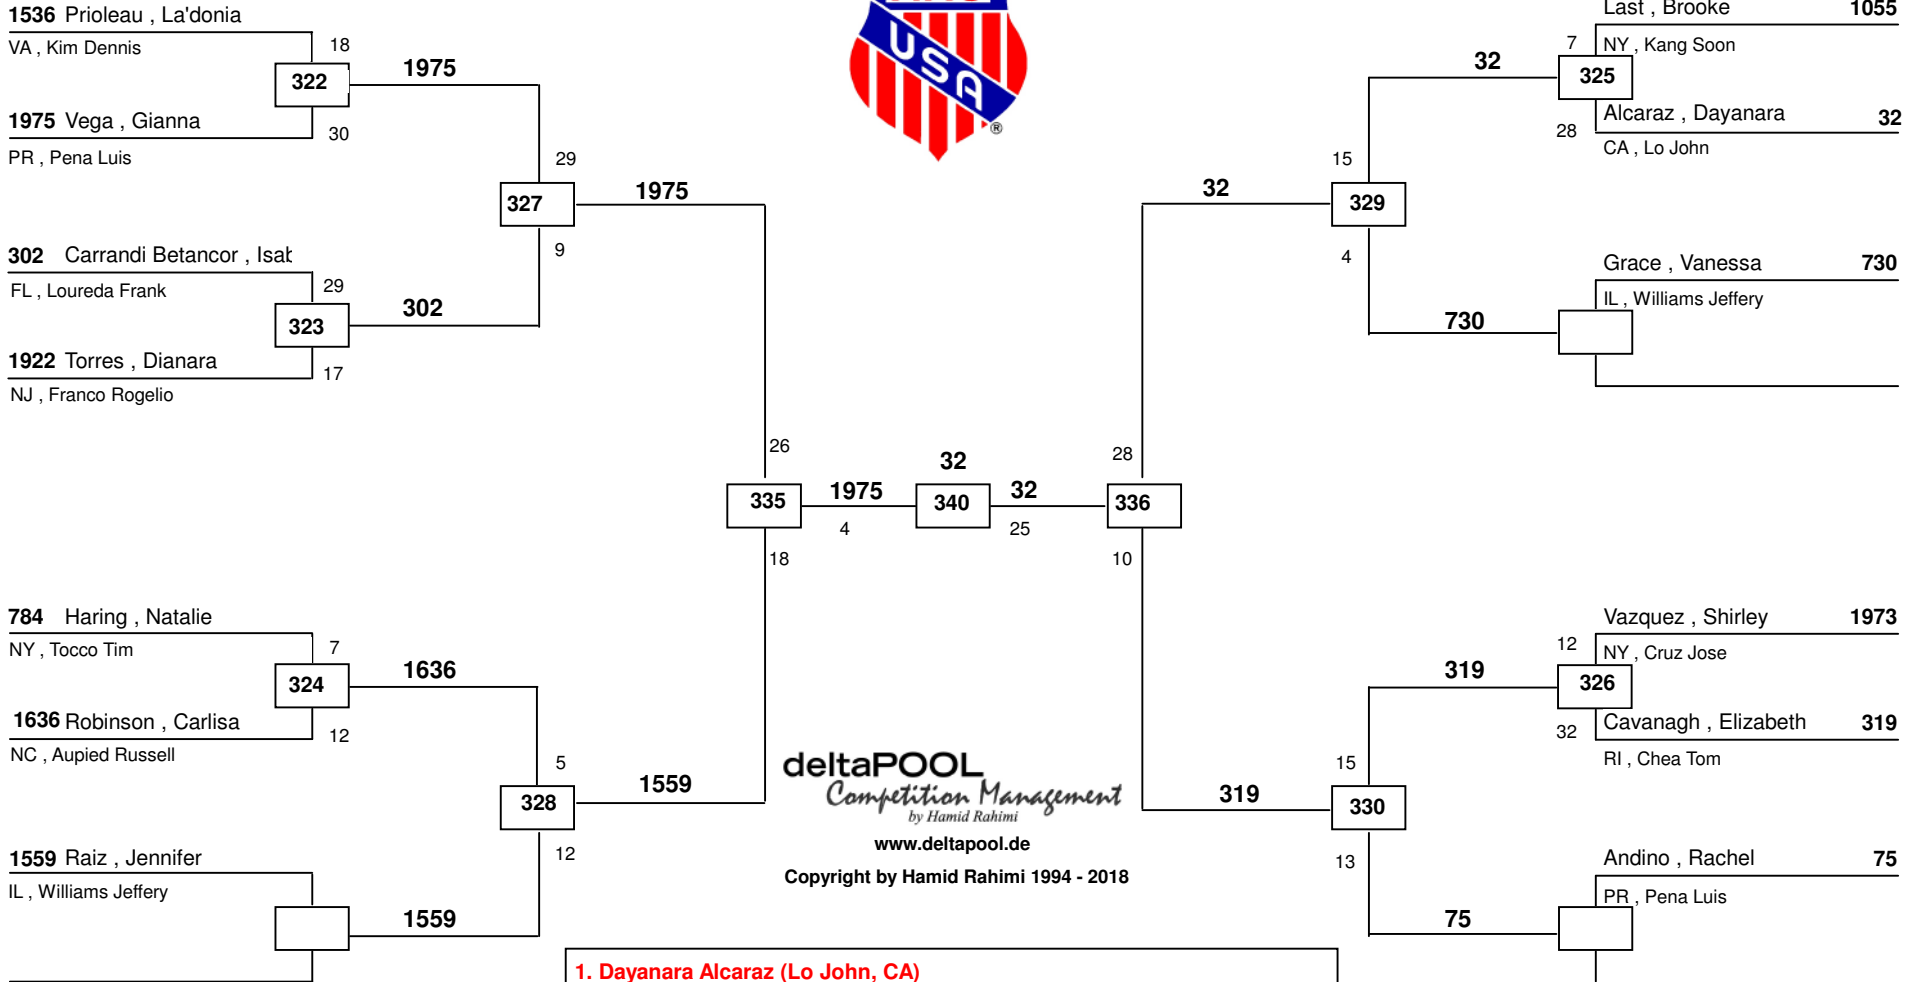 1536 Prioleau , La'donia
VA , Kim Dennis
18
322
1975
1975 Vega , Gianna
30
PR , Pena Luis
29
327
1975
9
302 Carrandi Betancor , Isab
FL , Loureda Frank
29
323
302
1922 Torres , Dianara
17
NJ , Franco Rogelio
USA
®
Last , Brooke 1055
7
NY , Kang Soon
32
325
Alcaraz , Dayanara 32
28
CA , Lo John
15
32
329
4
Grace , Vanessa 730
IL , Williams Jeffery
730
26
335
1975
4
18
32
340
32
25
28
336
10
784 Haring , Natalie
NY , Tocco Tim
7
324
1636
1636 Robinson , Carlisa
12
NC , Aupied Russell
5
328
1559
12
1559 Raiz , Jennifer
IL , Williams Jeffery
1559
deltaPOOL
Competition Management
by Hamid Rahimi
www.deltapool.de
Copyright by Hamid Rahimi 1994 - 2018
Vazquez , Shirley 1973
12
NY , Cruz Jose
319
326
Cavanagh , Elizabeth 319
32
RI , Chea Tom
15
319
330
13
Andino , Rachel 75
PR , Pena Luis
75
1. Dayanara Alcaraz (Lo John, CA)